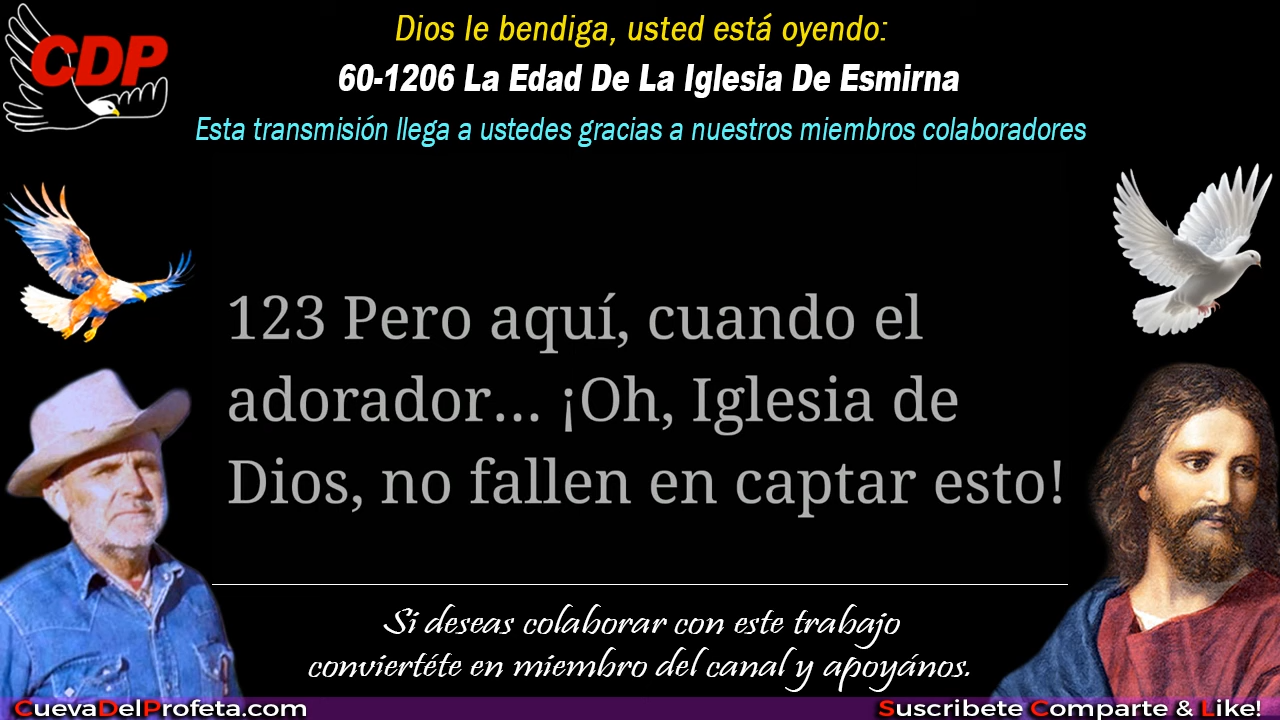 CDP
Dios le bendiga, usted está oyendo:
60-1206 La Edad De La Iglesia De Esmirna
Esta transmisión llega a ustedes gracias a nuestros miembros colaboradores
123 Pero aquí, cuando el
adorador... ¡Oh, Iglesia de
Dios, no fallen en captar esto!
Si deseas colaborar con este trabajo
conviertéte en miembro del canal y apoyános.
CuevaDelProfeta.com
Suscribete Comparte & Like!